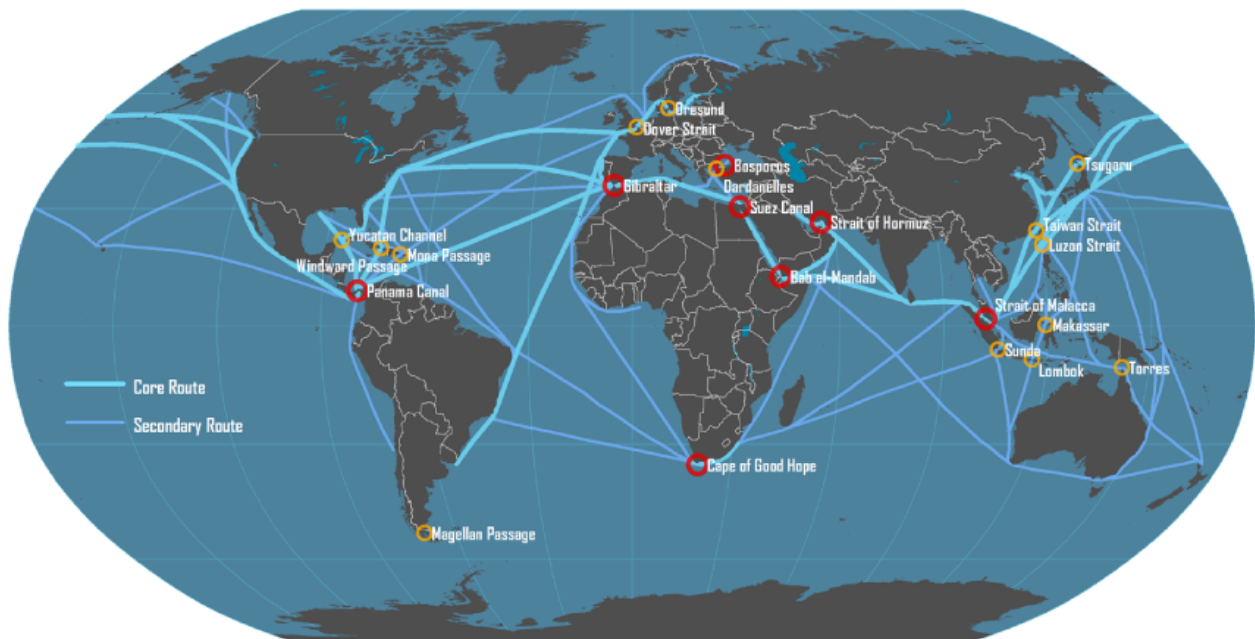 Oresund
Dover Strait
Bosporus
Tsugaru
Gibraltar
Dardanelles
Suez Canal
Strait of Hormuz
Taiwan Strait
Yucatan Channel
Luzon Strait
Windward Passage
Mona Passage
Bab el-Mandab
Panama Canal
Strait of Malacca
Makassar
Sunda
Lombok
Torres
Core Route
Secondary Route
Cape of Good Hope
Magellan Passage